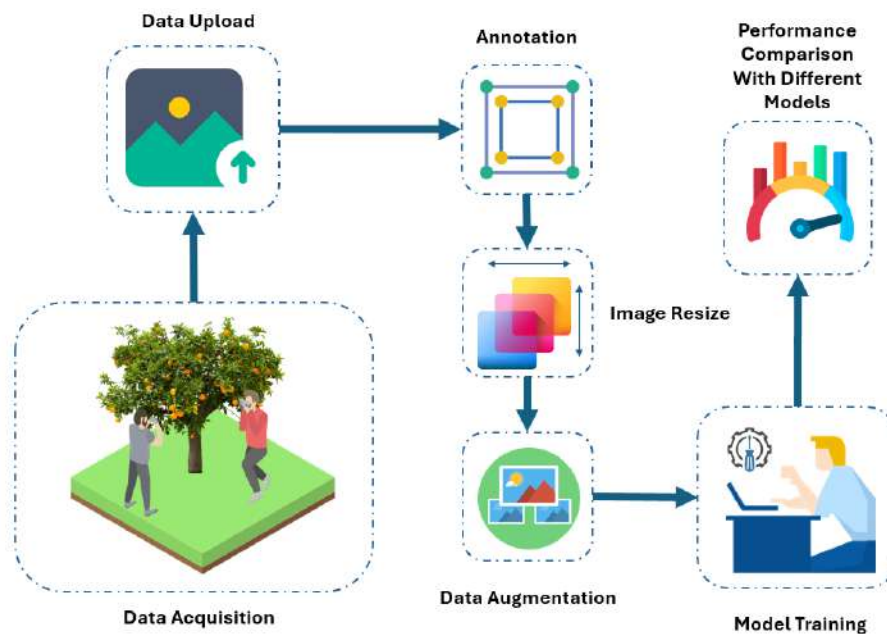 Data Upload
Annotation
Performance
Comparison
With Different
Models
Image Resize
Data Acquisition
Data Augmentation
Model Training